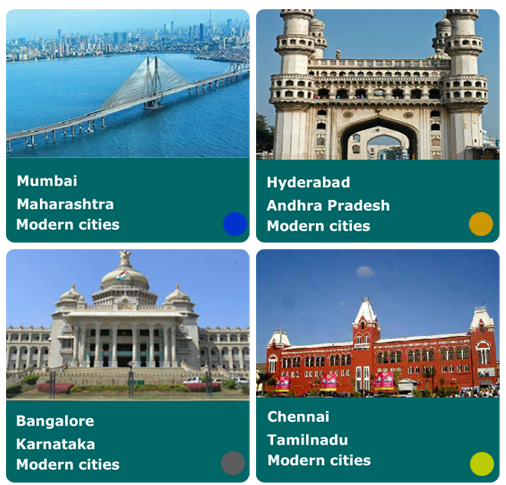 Mumbai
Maharashtra
Modern cities
Hyderabad
Andhra Pradesh
Modern cities
Bangalore
Karnataka
Modern cities
Chennai
Tamilnadu
Modern cities